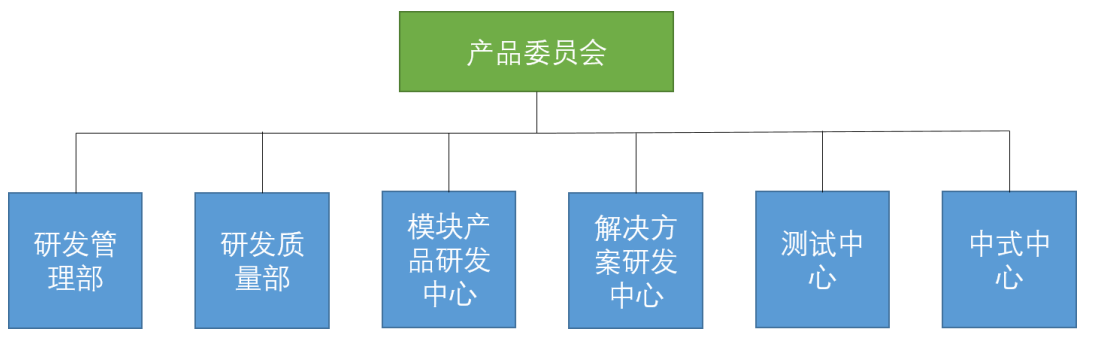 产品委员会
研发管
理部
研发质
量部
模块产
品研发
中心
解决方
案研发
中心
测试中
心
中式中
心